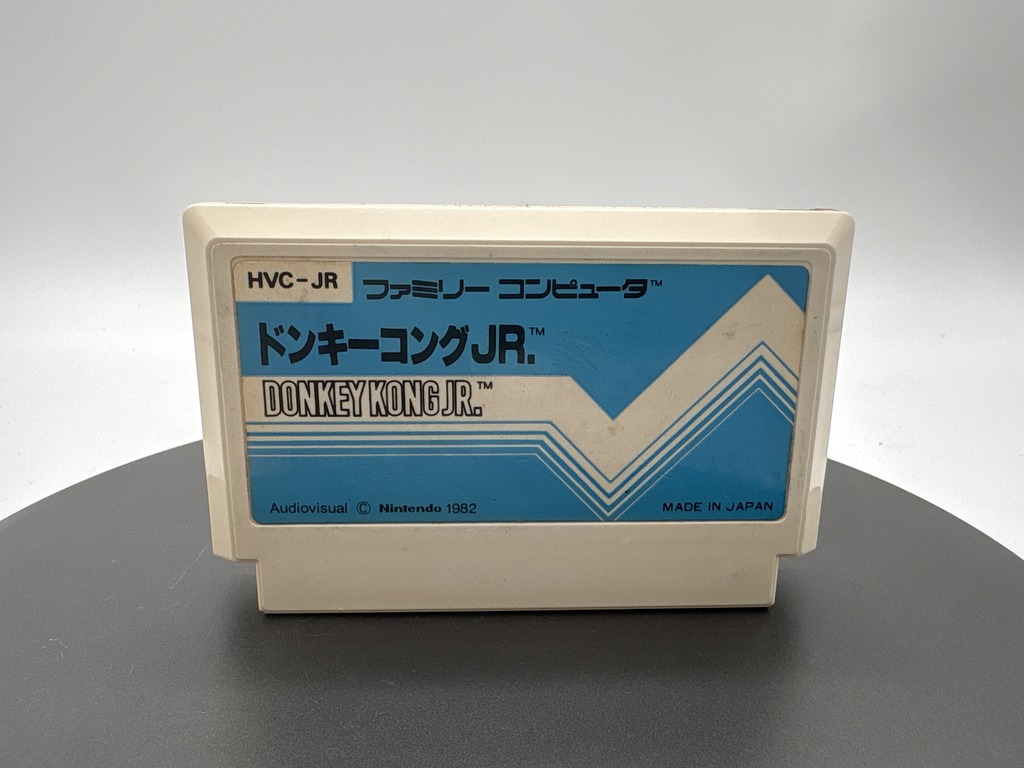 HVC-JR ファミリー コンピュータ™
ドンキーコングJR.™
DONKEY KONG JR.™
Audiovisual © Nintendo 1982
MADE IN JAPAN